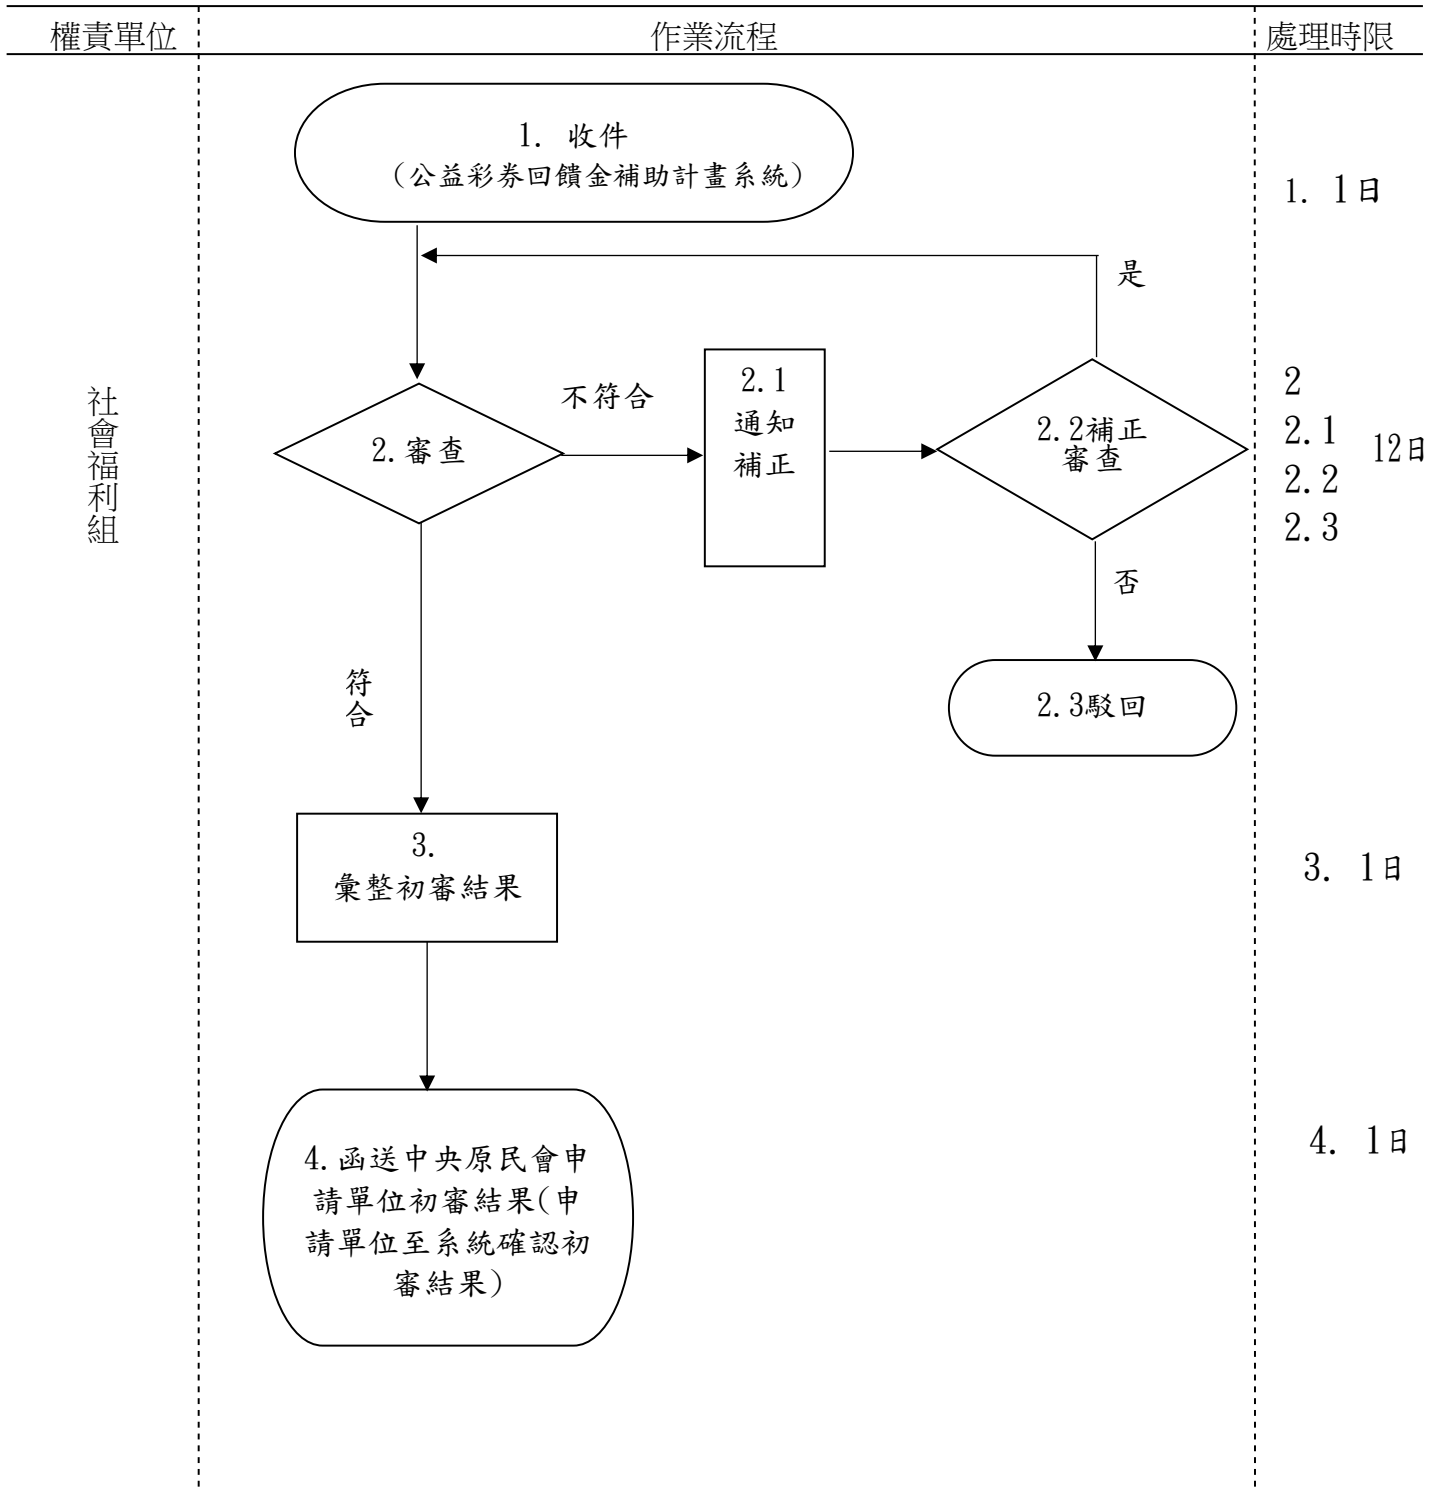 權責單位
作業流程
處理時限
1. 收件
(公益彩券回饋金補助計畫系統)
1. 1日
是
社會福利組
2.審查
不符合
2.1
通知
補正
2.2補正
審查
2
2.1
2.2
2.3
12日
否
符合
2.3駁回
3.
彙整初審結果
3. 1日
4.函送中央原民會申
請單位初審結果(申
請單位至系統確認初
審結果)
4. 1日